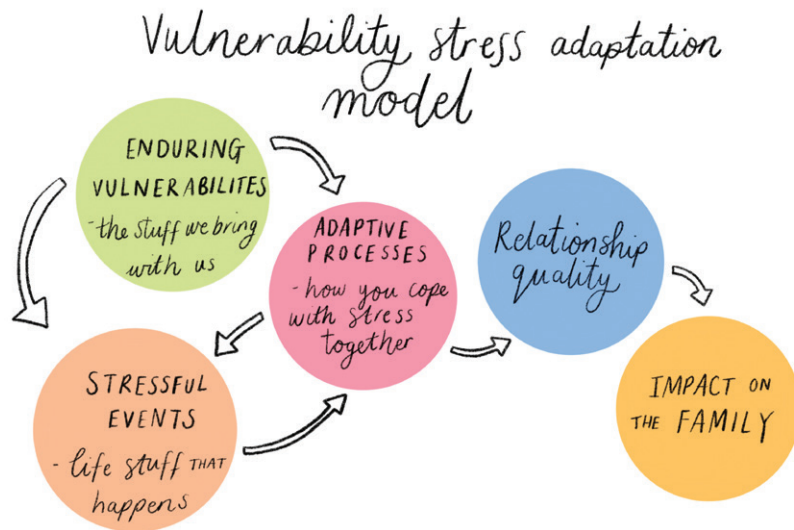 Vulnerability stress adaptation
model
ENDURING
VULNERABILITES
- the stuff we bring
with us
ADAPTIVE
PROCESSES
- how you cope
with stress
together
Relationship
quality
STRESSFUL
EVENTS
- life stuff THAT
happens
IMPACT ON
THE FAMILY